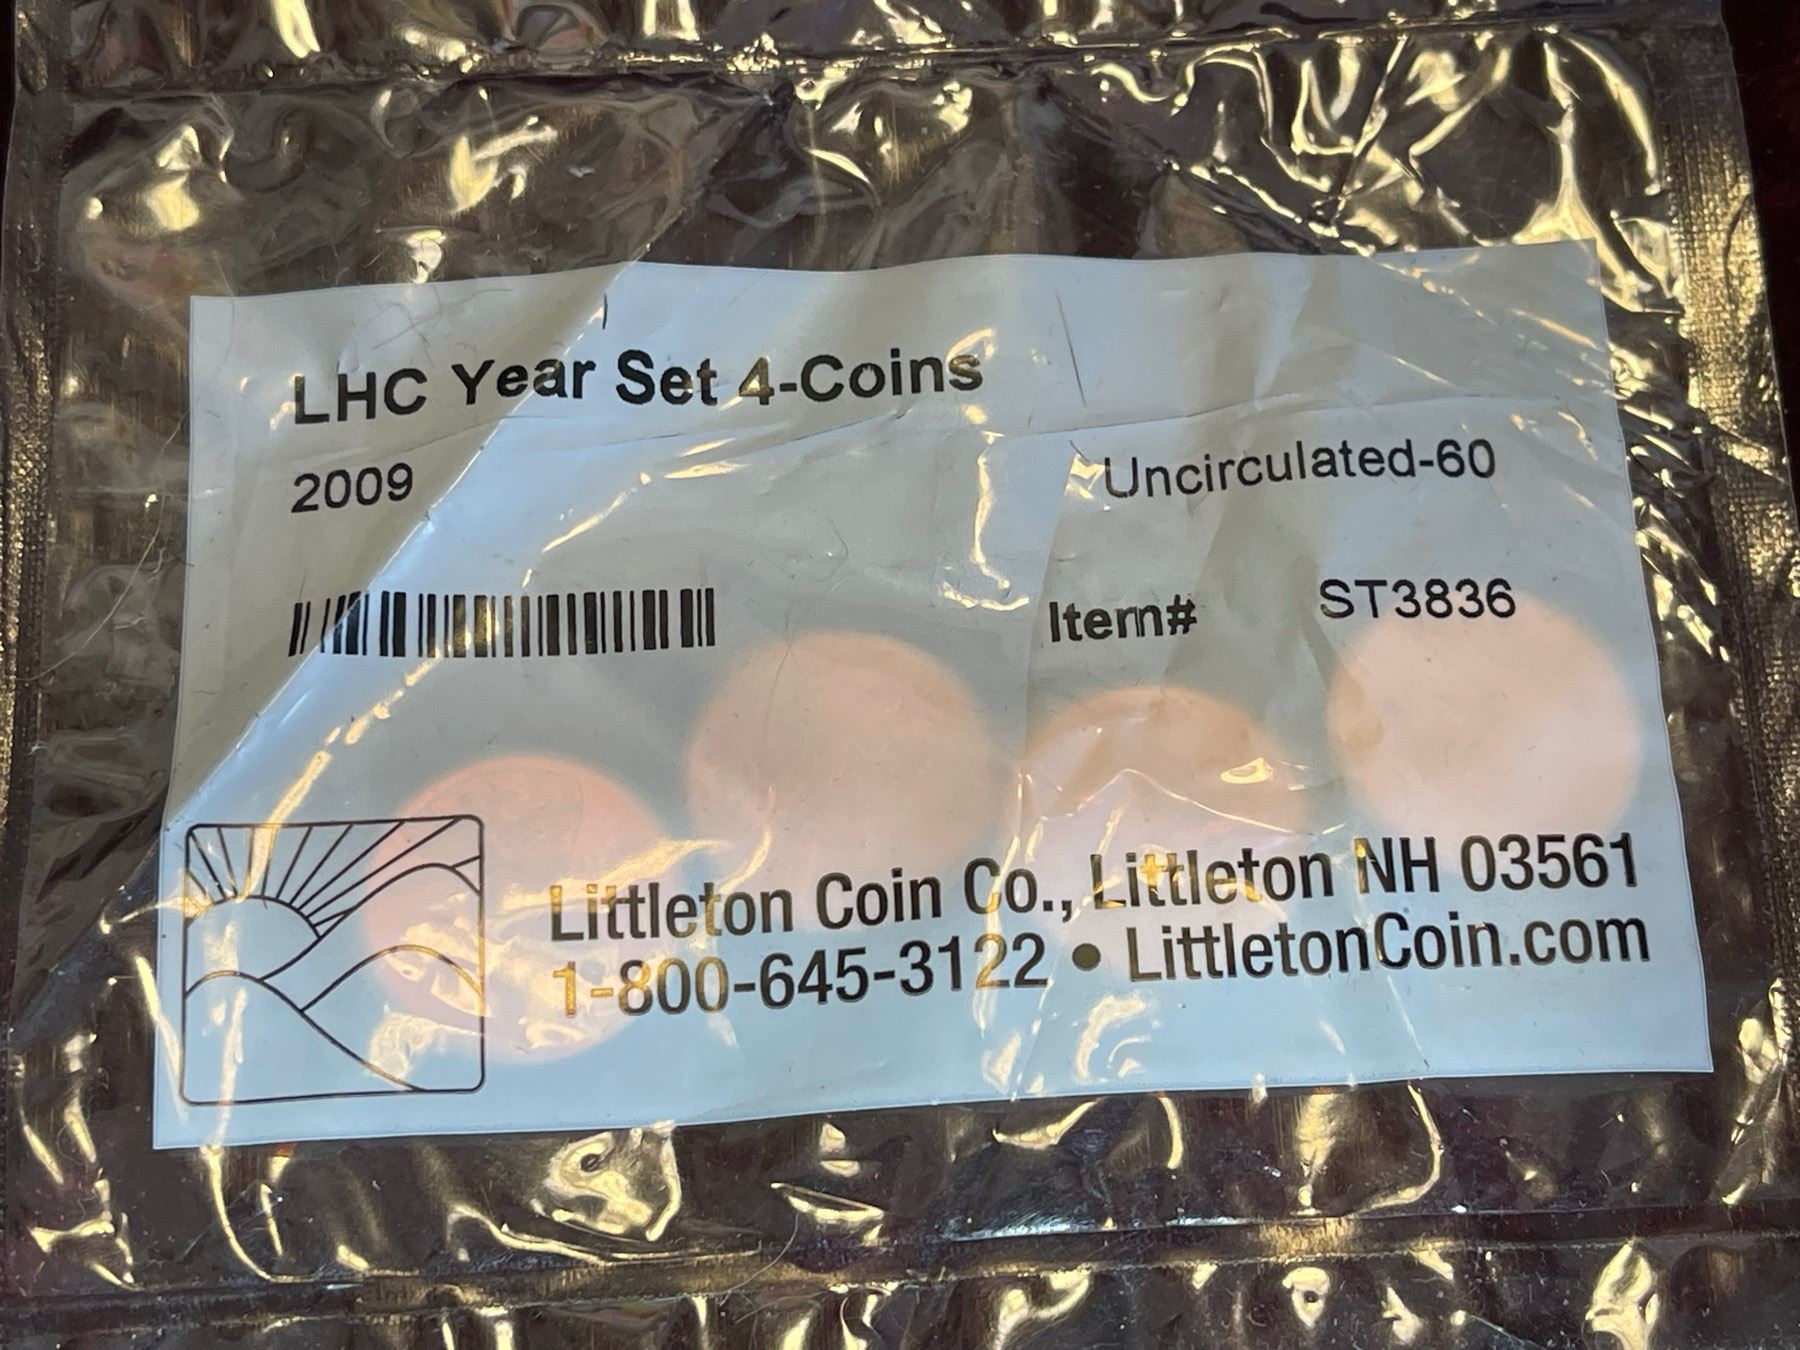 LHC Year Set 4-Coins
2009
Uncirculated-60
Item# ST3836
Littleton Coin Co., Littleton NH 03561
1-800-645-3122 • LittletonCoin.com